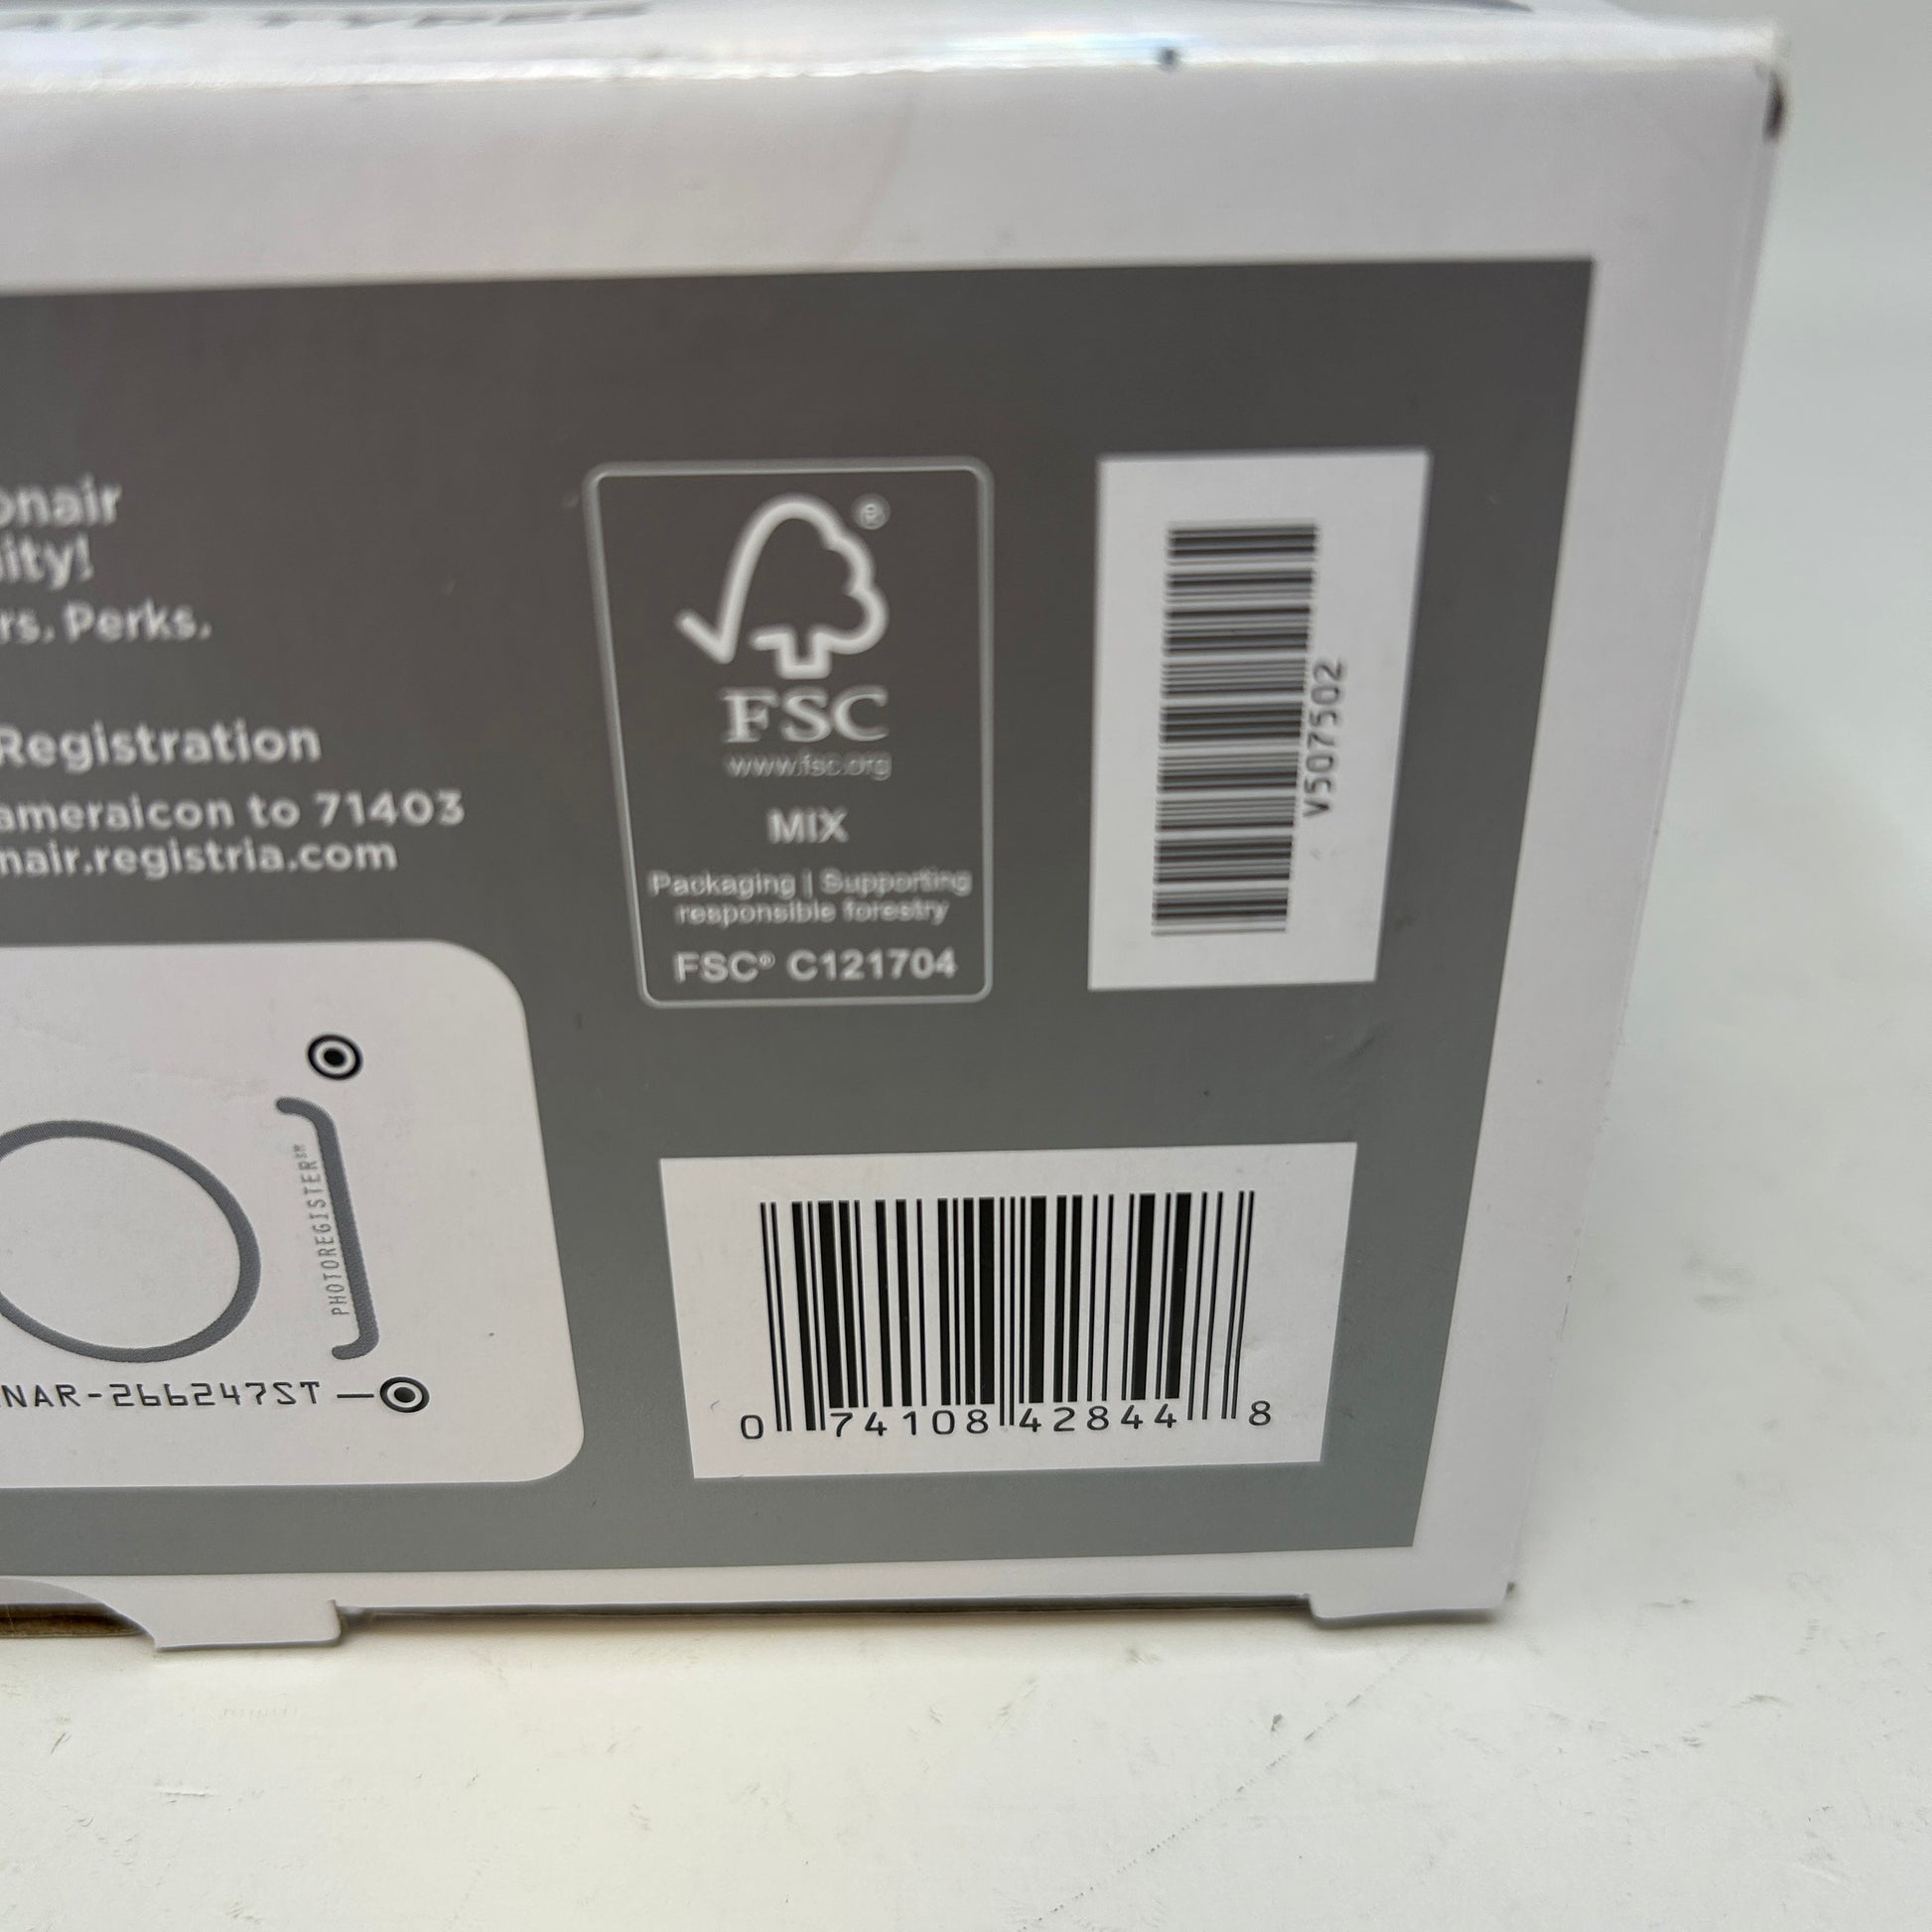 onair
ity!
rs, Perks,
Registration
ameraicon to 71403
nair.registria.com
®
FSC
www.fsc.org
MIX
Packaging | Supporting
responsible forestry
FSC® C121704
V507502
PHOTOREGISTER℠
NAR-266247ST
0 74108 42844 8